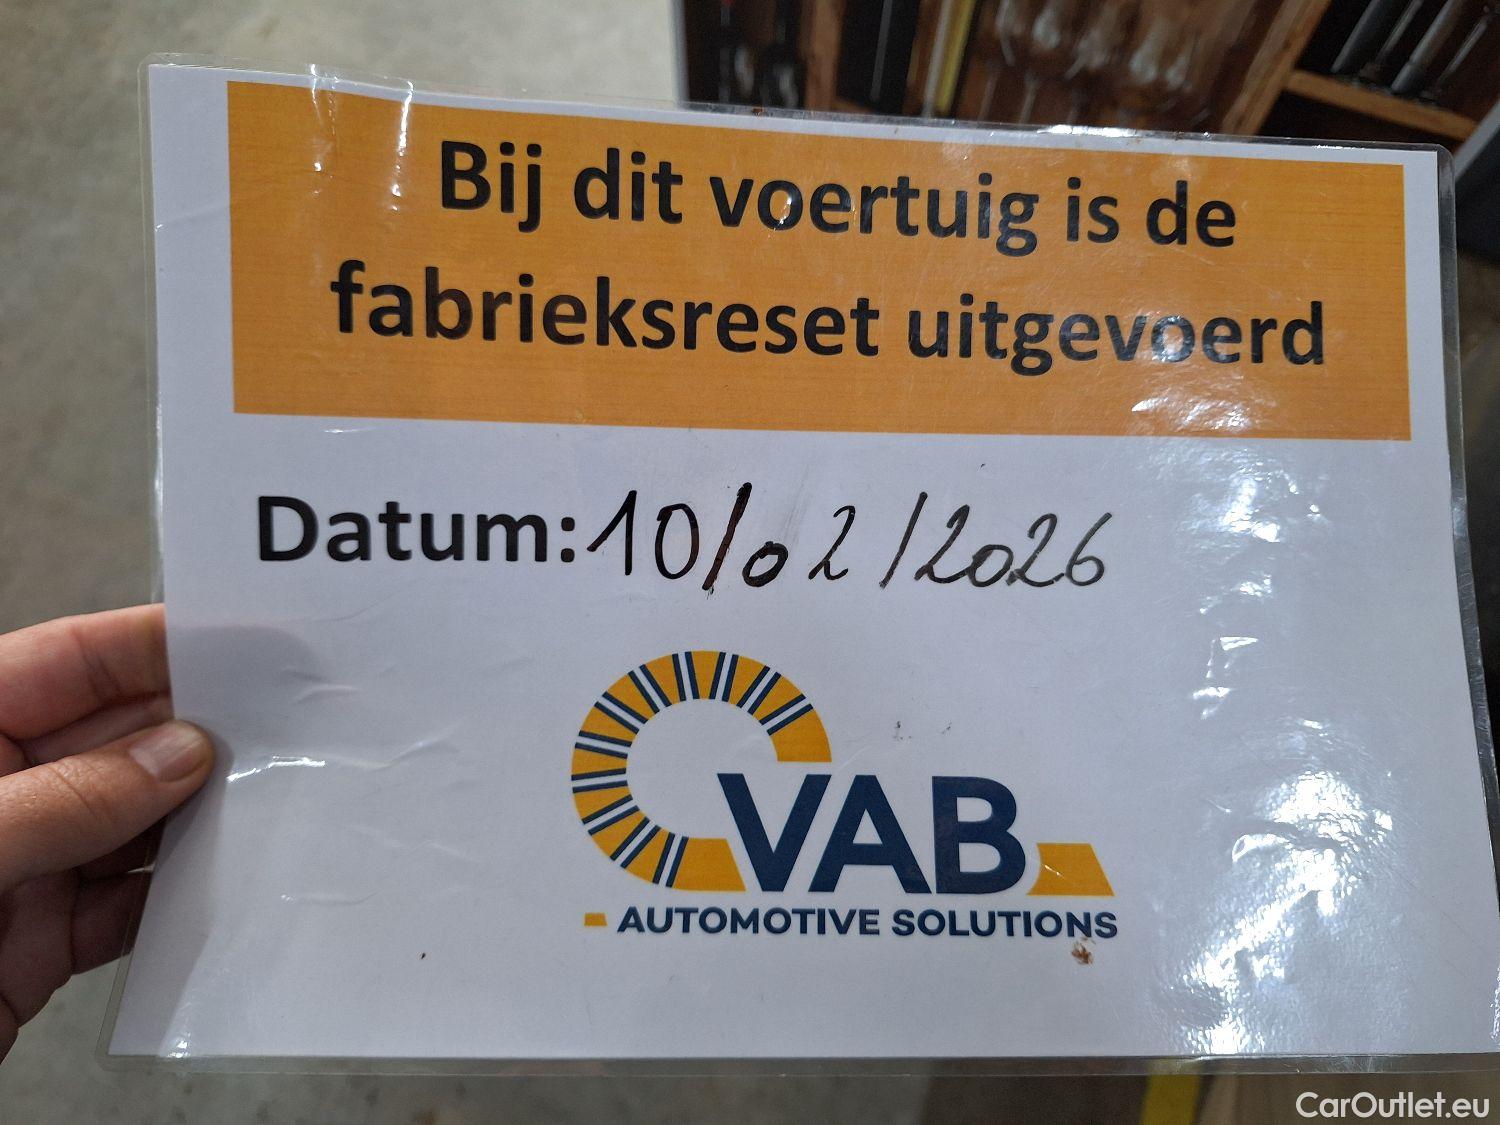 Bij dit voertuig is de
fabrieksreset uitgevoerd
Datum: 10/02/2026
VAB
AUTOMOTIVE SOLUTIONS
CarOutlet.eu